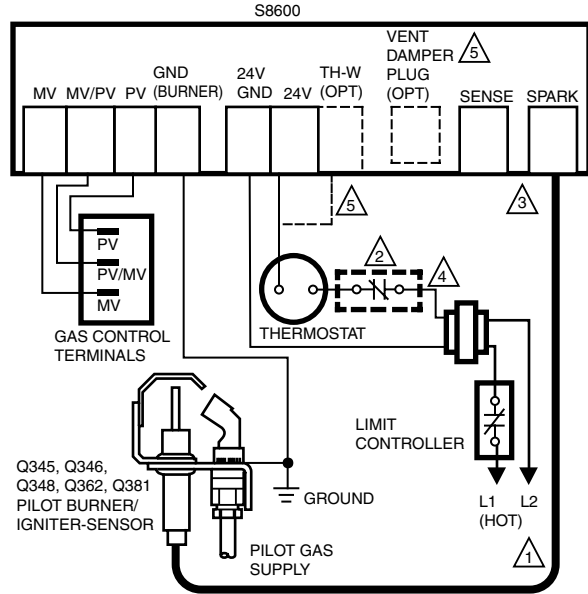 S8600
MV
MV/PV
PV
GND
(BURNER)
24V
GND
24V
TH-W
(OPT)
VENT
DAMPER
PLUG
(OPT)
5
SENSE
SPARK
3
5
2
4
PV
PV/MV
MV
GAS CONTROL
TERMINALS
THERMOSTAT
LIMIT
CONTROLLER
Q345, Q346,
Q348, Q362, Q381
PILOT BURNER/
IGNITER-SENSOR
GROUND
L1
(HOT)
L2
1
PILOT GAS
SUPPLY